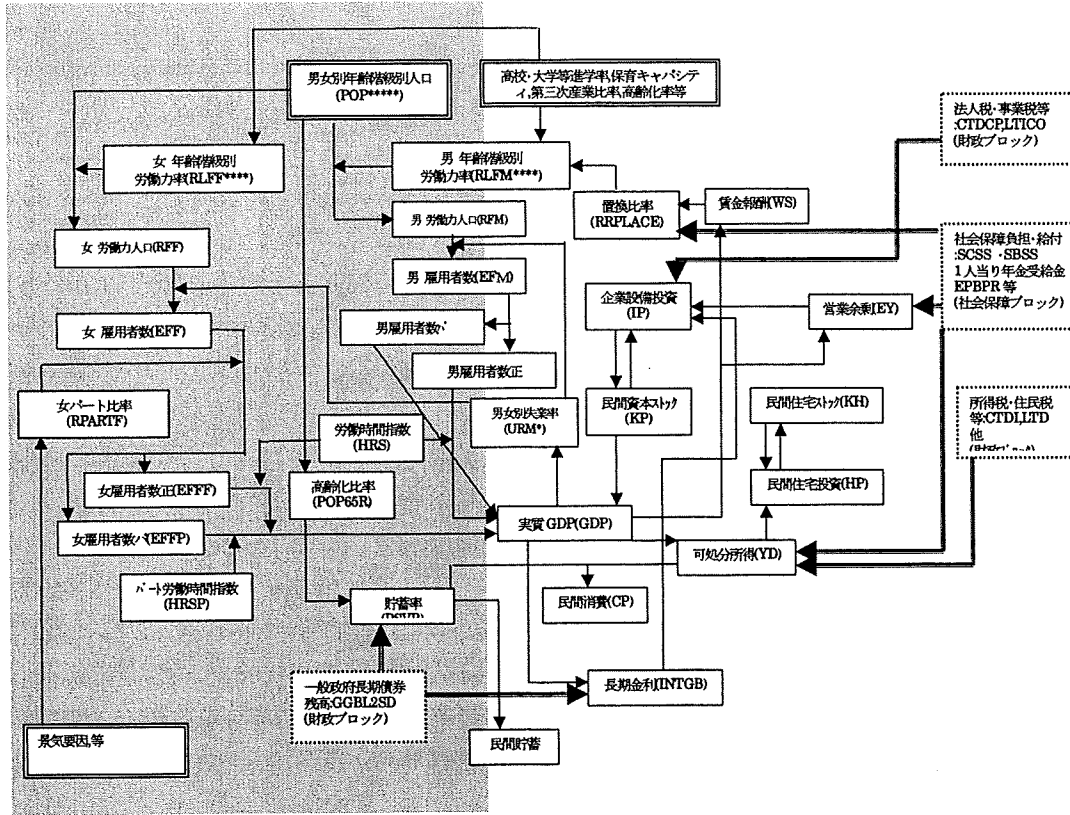 男女別年齢階級別人口
(POP*****)
高校・大学等進学率,保育キャパシテ
ィ,第三次産業比率,高齢化率等
法人税・事業税等
:CTDCP,LTICO
(財政ブロック)
女 年齢階級別
労働力率(RLFF****)
男 年齢階級別
労働力率(RLFM****)
置換比率
(RRPLACE)
賃金報酬(WS)
男 労働力人口(RFM)
女 労働力人口(RFF)
社会保障負担・給付
:SCSS・SBSS
1人当り年金受給金
EPBPR 等
(社会保障ブロック)
男 雇用者数(EFM)
企業設備投資
(IP)
営業余剰(EY)
女 雇用者数(EFF)
男雇用者数パ
男雇用者数正
女パート比率
(RPARTF)
労働時間指数
(HRS)
男女別失業率
(URM*)
民間資本ストック
(KP)
民間住宅ストック(KH)
所得税・住民税
等:CTDI,LTD
他
女雇用者数正(EFFF)
高齢化比率
(POP65R)
民間住宅投資(HP)
女雇用者数パ(EFFP)
実質 GDP(GDP)
可処分所得(YD)
パート労働時間指数
(HRSP)
貯蓄率
民間消費(CP)
一般政府長期債券
残高:GGBL2SD
(財政ブロック)
長期金利(INTGB)
景気要因,等
民間貯蓄